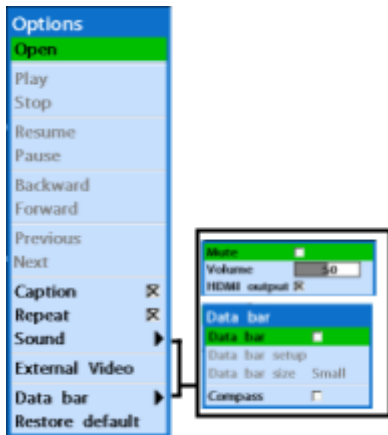 Options
Open
Play
Stop
Resume
Pause
Backward
Forward
Previous
Next
Caption
Repeat
Sound
External Video
Data bar
Restore default
Mute
Volume 50
HDMI output
Data bar
Data bar
Data bar setup
Data bar size Small
Compass